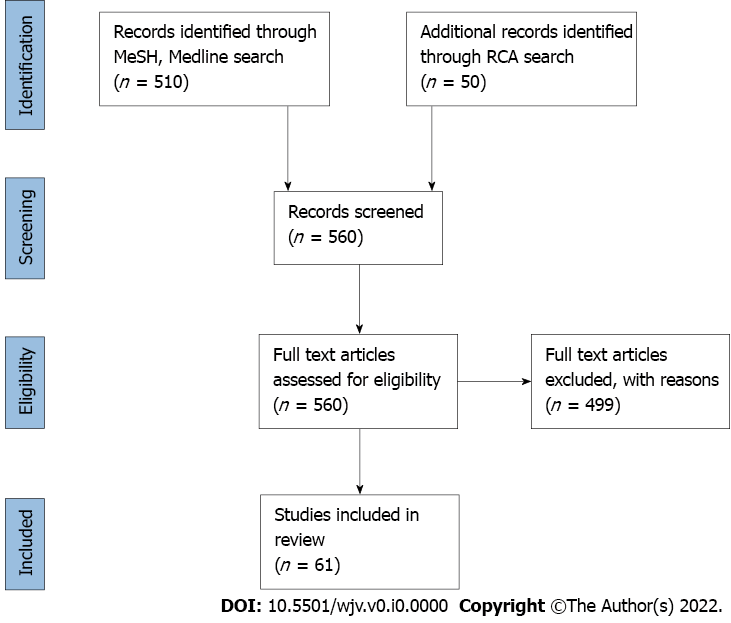 Identification
Records identified through
MeSH, Medline search
(n = 510)
Additional records identified
through RCA search
(n = 50)
Screening
Records screened
(n = 560)
Eligibility
Full text articles
assessed for eligibility
(n = 560)
Full text articles
excluded, with reasons
(n = 499)
Included
Studies included in
review
(n = 61)
DOI: 10.5501/wjv.v0.i0.0000 Copyright ©The Author(s) 2022.